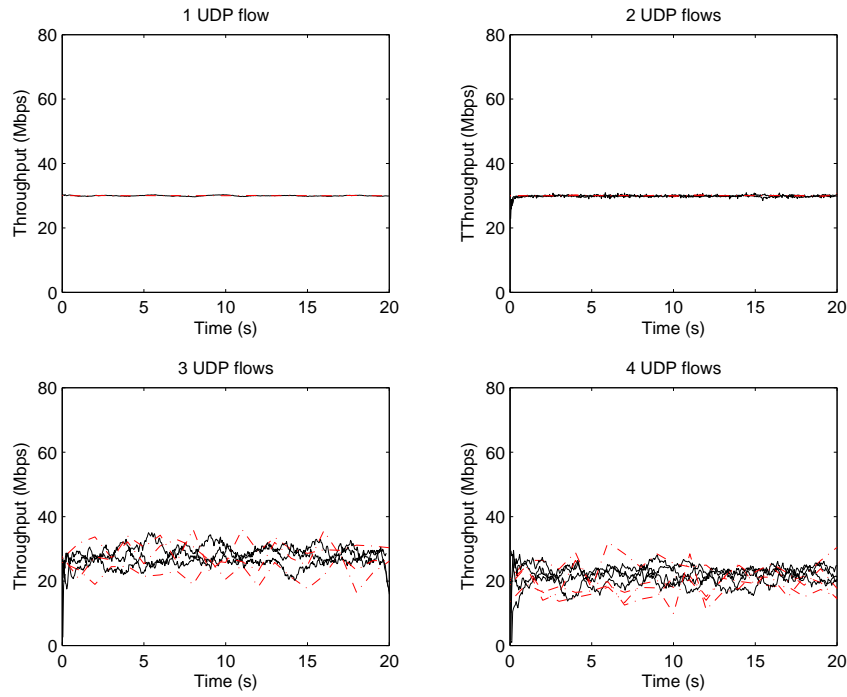 1 UDP flow
80
60
40
20
0
Throughput (Mbps)
0 5 10 15 20
Time (s)
2 UDP flows
80
60
40
20
0
TThroughput (Mbps)
0 5 10 15 20
Time (s)
3 UDP flows
80
60
40
20
0
Throughput (Mbps)
0 5 10 15 20
Time (s)
4 UDP flows
80
60
40
20
0
Throughput (Mbps)
0 5 10 15 20
Time (s)